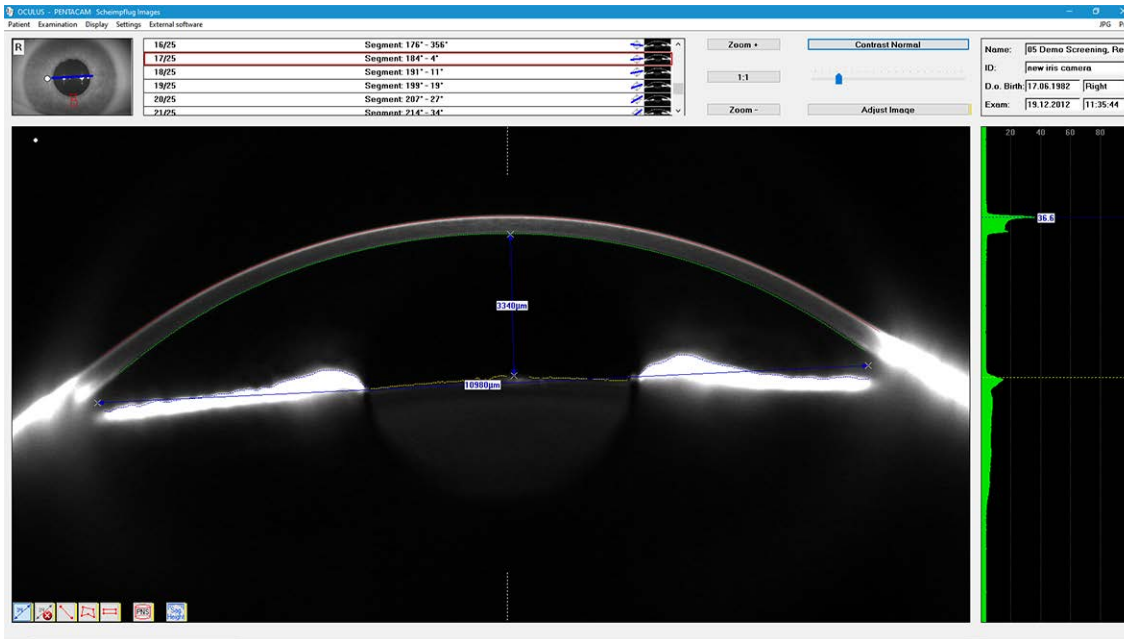 OCULUS - PENTACAM Scheimpflug Images
Patient Examination Display Settings External software JPG
R
16/25 Segment: 176° - 356°
17/25 Segment: 184° - 4°
18/25 Segment: 191° - 11°
19/25 Segment: 199° - 19°
20/25 Segment: 207° - 27°
21/25 Segment: 214° - 34°
Zoom +
1:1
Zoom -
Contrast Normal
Adjust Image
Name: 05 Demo Screening, Re
ID: new iris camera
D.o. Birth: 17.06.1982 Right
Exam: 19.12.2012 11:35:44
20 40 60 80
36.6
3340µm
10980µm
PNS
Sag
Height